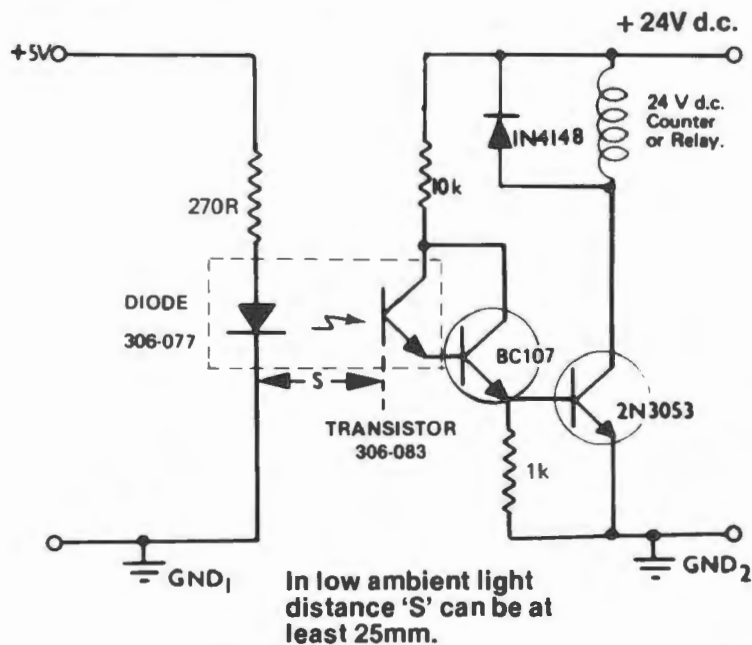 +5V
+ 24V d.c.
24 V d.c.
Counter
or Relay.
1N4148
10k
270R
DIODE
306-077
S
BC107
2N3053
TRANSISTOR
306-083
1k
GND1
GND2
In low ambient light
distance 'S' can be at
least 25mm.